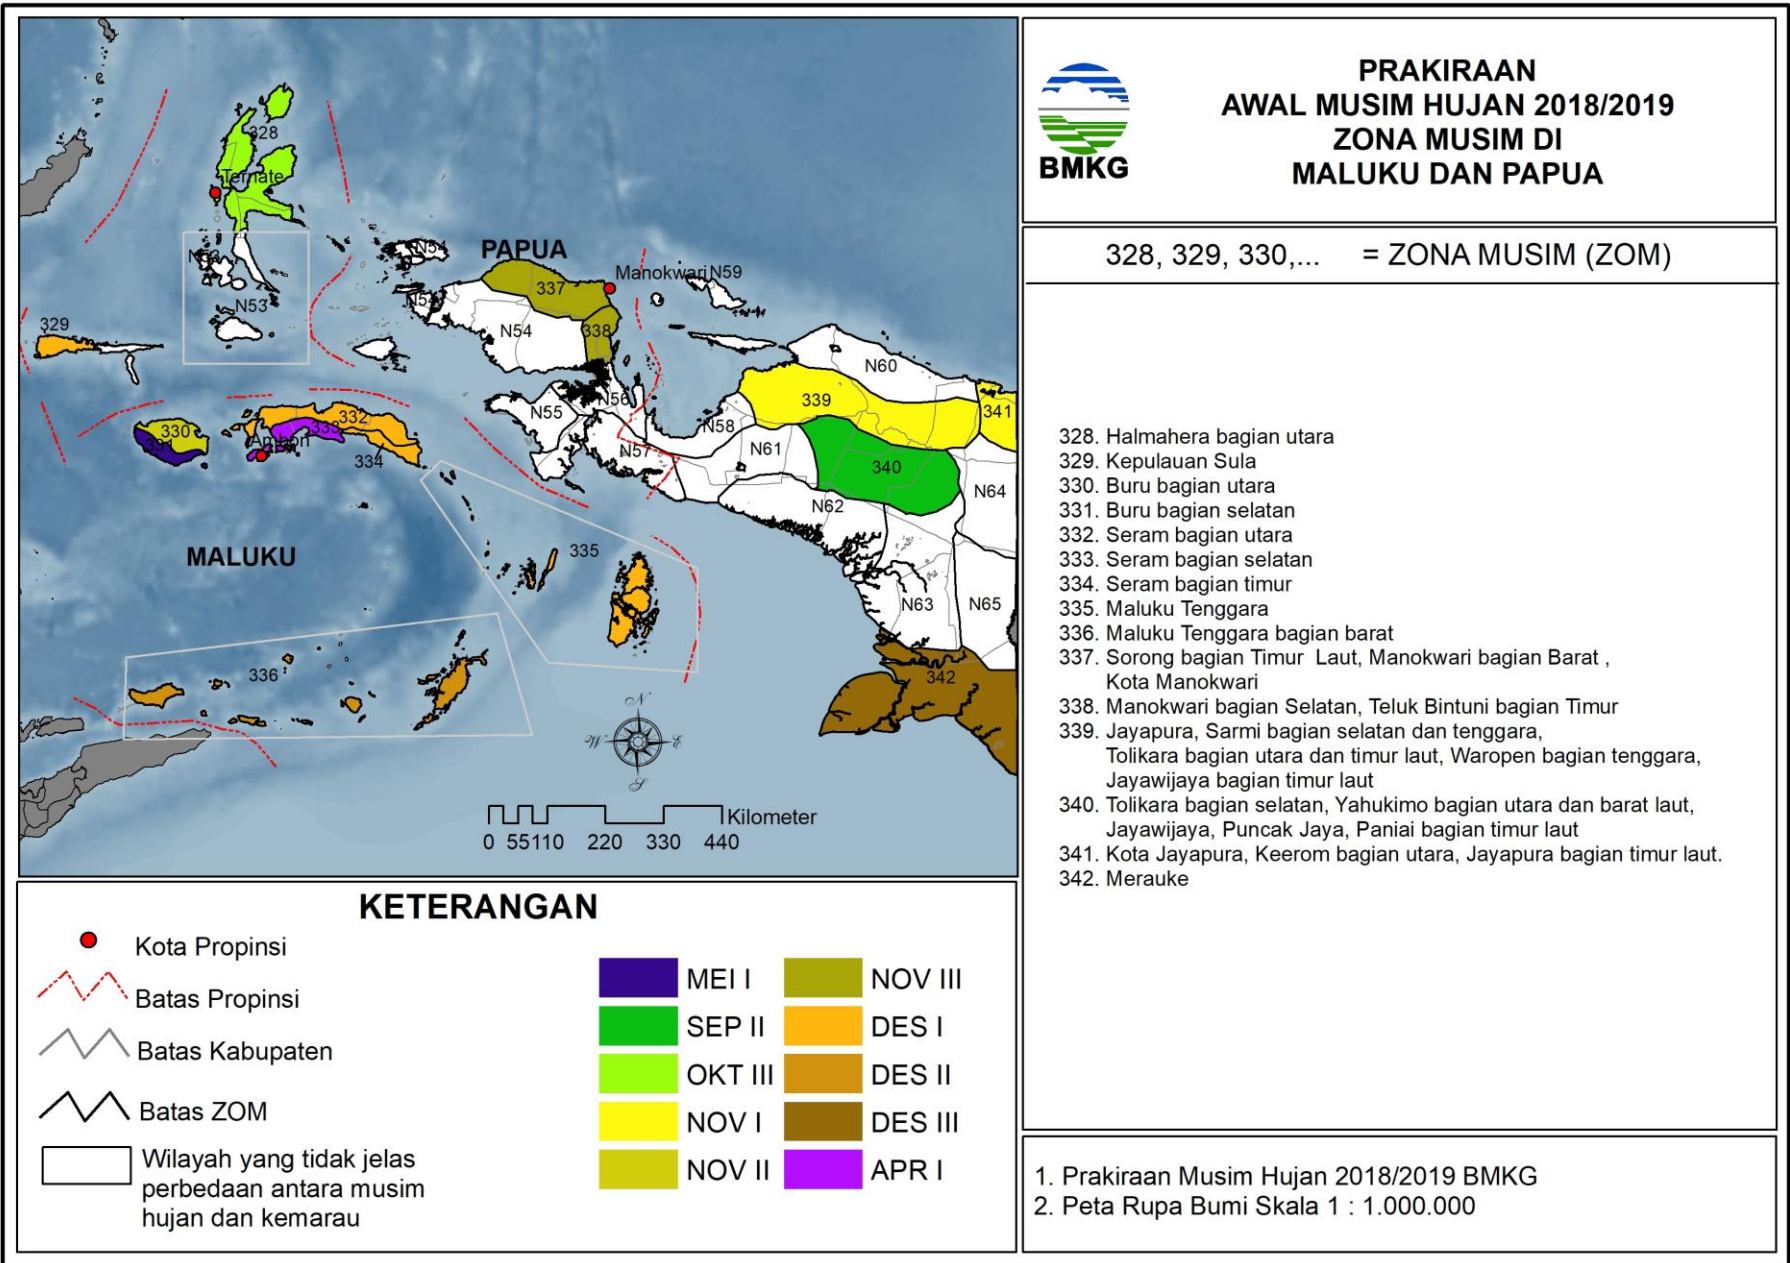 328
Ternate
N53
N53
329
330
331
332
333
334
Ambon
MALUKU
335
336
PAPUA
Manokwari
N59
N54
N54
N54
337
338
N55
N56
N57
N58
N60
339
341
N61
340
N64
N62
N63
N65
342
N
W
E
S
Kilometer
0 55 110 220 330 440
BMKG
PRAKIRAAN
AWAL MUSIM HUJAN 2018/2019
ZONA MUSIM DI
MALUKU DAN PAPUA
328, 329, 330,... = ZONA MUSIM (ZOM)
328. Halmahera bagian utara
329. Kepulauan Sula
330. Buru bagian utara
331. Buru bagian selatan
332. Seram bagian utara
333. Seram bagian selatan
334. Seram bagian timur
335. Maluku Tenggara
336. Maluku Tenggara bagian barat
337. Sorong bagian Timur Laut, Manokwari bagian Barat ,
Kota Manokwari
338. Manokwari bagian Selatan, Teluk Bintuni bagian Timur
339. Jayapura, Sarmi bagian selatan dan tenggara,
Tolikara bagian utara dan timur laut, Waropen bagian tenggara,
Jayawijaya bagian timur laut
340. Tolikara bagian selatan, Yahukimo bagian utara dan barat laut,
Jayawijaya, Puncak Jaya, Paniai bagian timur laut
341. Kota Jayapura, Keerom bagian utara, Jayapura bagian timur laut.
342. Merauke
KETERANGAN
Kota Propinsi
Batas Propinsi
Batas Kabupaten
Batas ZOM
Wilayah yang tidak jelas
perbedaan antara musim
hujan dan kemarau
MEI I
SEP II
OKT III
NOV I
NOV II
NOV III
DES I
DES II
DES III
APR I
1. Prakiraan Musim Hujan 2018/2019 BMKG
2. Peta Rupa Bumi Skala 1 : 1.000.000